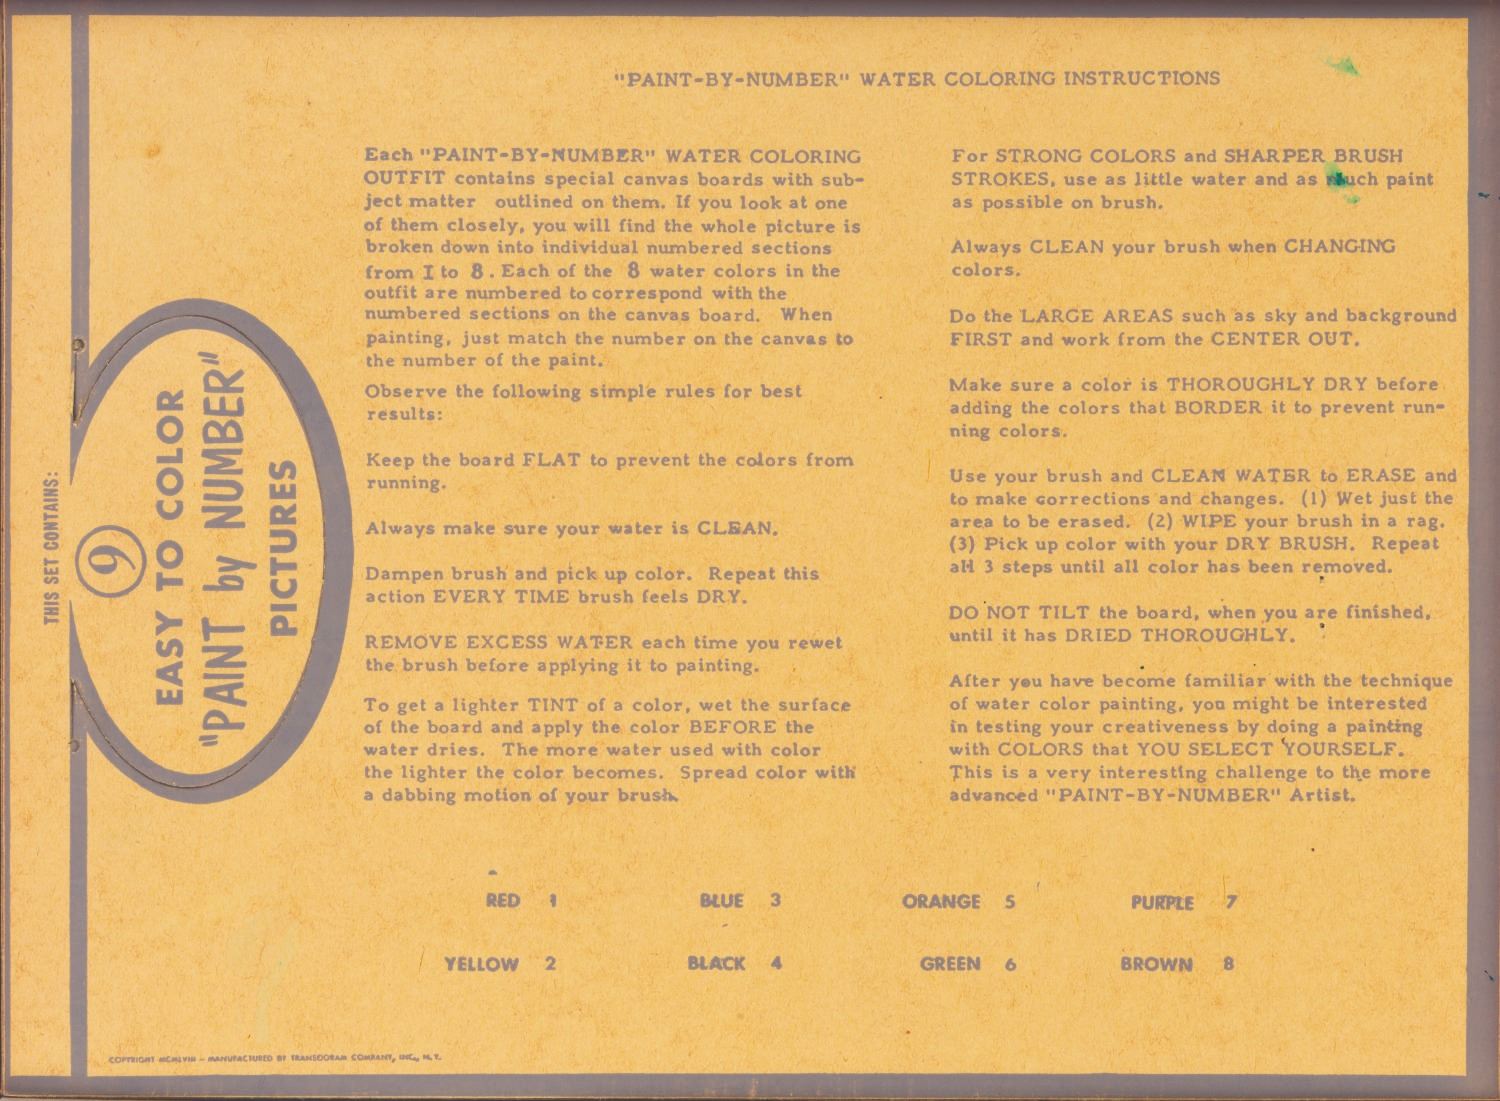 "PAINT-BY-NUMBER" WATER COLORING INSTRUCTIONS
THIS SET CONTAINS:
9
EASY TO COLOR
"PAINT by NUMBER"
PICTURES
Each "PAINT-BY-NUMBER" WATER COLORING
OUTFIT contains special canvas boards with sub-
ject matter outlined on them. If you look at one
of them closely, you will find the whole picture is
broken down into individual numbered sections
from 1 to 8. Each of the 8 water colors in the
outfit are numbered to correspond with the
numbered sections on the canvas board. When
painting, just match the number on the canvas to
the number of the paint.
Observe the following simple rules for best
results:
Keep the board FLAT to prevent the colors from
running.
Always make sure your water is CLEAN.
Dampen brush and pick up color. Repeat this
action EVERY TIME brush feels DRY.
REMOVE EXCESS WATER each time you rewet
the brush before applying it to painting.
To get a lighter TINT of a color, wet the surface
of the board and apply the color BEFORE the
water dries. The more water used with color
the lighter the color becomes. Spread color with
a dabbing motion of your brush.
For STRONG COLORS and SHARPER BRUSH
STROKES, use as little water and as much paint
as possible on brush.
Always CLEAN your brush when CHANGING
colors.
Do the LARGE AREAS such as sky and background
FIRST and work from the CENTER OUT.
Make sure a color is THOROUGHLY DRY before
adding the colors that BORDER it to prevent run-
ning colors.
Use your brush and CLEAN WATER to ERASE and
to make corrections and changes. (1) Wet just the
area to be erased. (2) WIPE your brush in a rag.
(3) Pick up color with your DRY BRUSH. Repeat
all 3 steps until all color has been removed.
DO NOT TILT the board, when you are finished,
until it has DRIED THOROUGHLY.
After you have become familiar with the technique
of water color painting, you might be interested
in testing your creativeness by doing a painting
with COLORS that YOU SELECT YOURSELF.
This is a very interesting challenge to the more
advanced "PAINT-BY-NUMBER" Artist.
RED 1 BLUE 3 ORANGE 5 PURPLE 7
YELLOW 2 BLACK 4 GREEN 6 BROWN 8
COPYRIGHT MCMLVIII - MANUFACTURED BY TRANSOGRAM COMPANY, INC., N.Y.